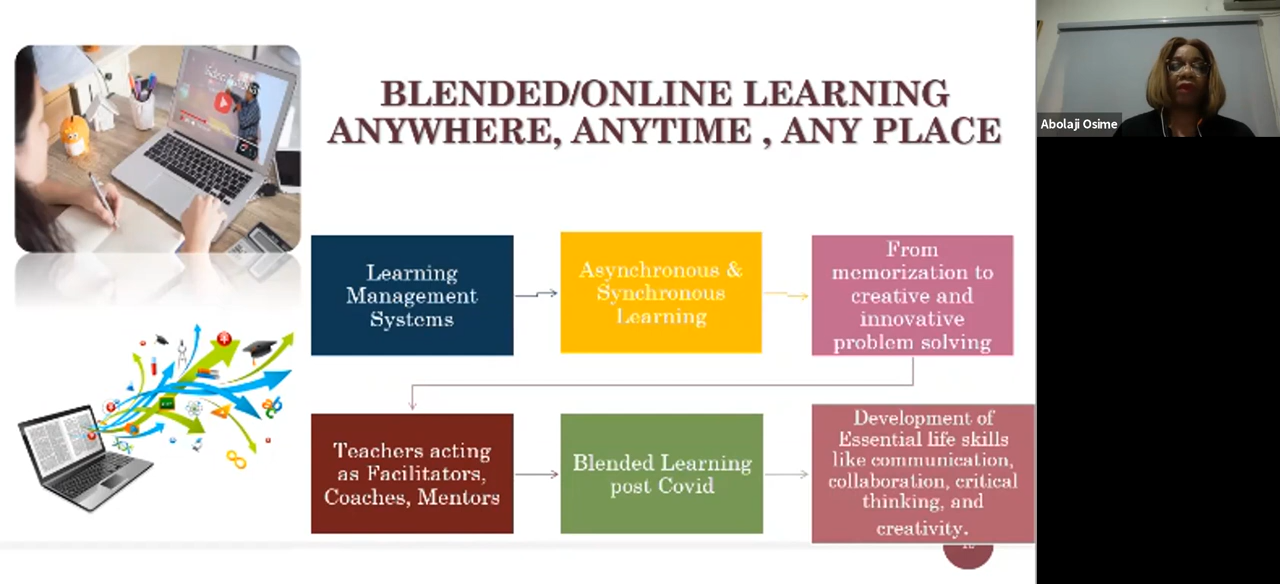 BLENDED/ONLINE LEARNING
ANYWHERE, ANYTIME , ANY PLACE
Abolaji Osime
Learning
Management
Systems
Asynchronous &
Synchronous
Learning
From
memorization to
creative and
innovative
problem solving
Teachers acting
as Facilitators,
Coaches, Mentors
Blended Learning
post Covid
Development of
Essential life skills
like communication,
collaboration, critical
thinking, and
creativity.